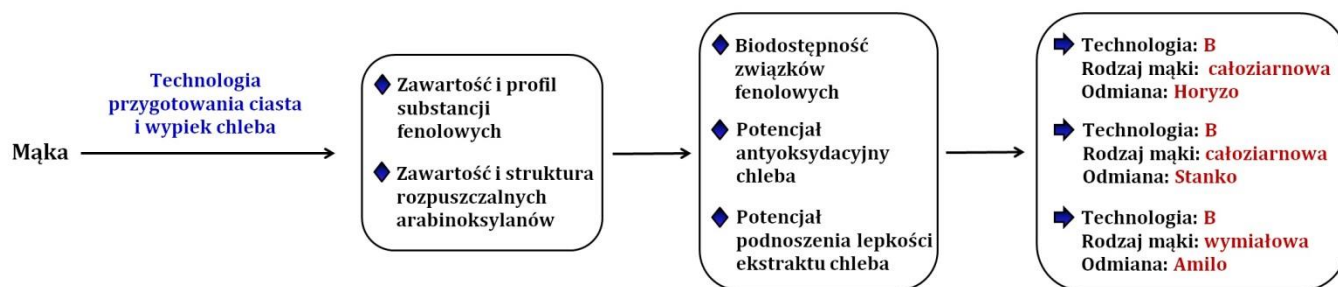 Mąka
Technologia
przygotowania ciasta
i wypiek chleba
Zawartość i profil
substancji
fenolowych
Zawartość i struktura
rozpuszczalnych
arabinoksylanów
Biodostępność
związków
fenolowych
Potencjał
antyoksydacyjny
chleba
Potencjał
podnoszenia lepkości
ekstraktu chleba
Technologia: B
Rodzaj mąki: całoziarnowa
Odmiana: Horyzo
Technologia: B
Rodzaj mąki: całoziarnowa
Odmiana: Stanko
Technologia: B
Rodzaj mąki: wymiałowa
Odmiana: Amilo